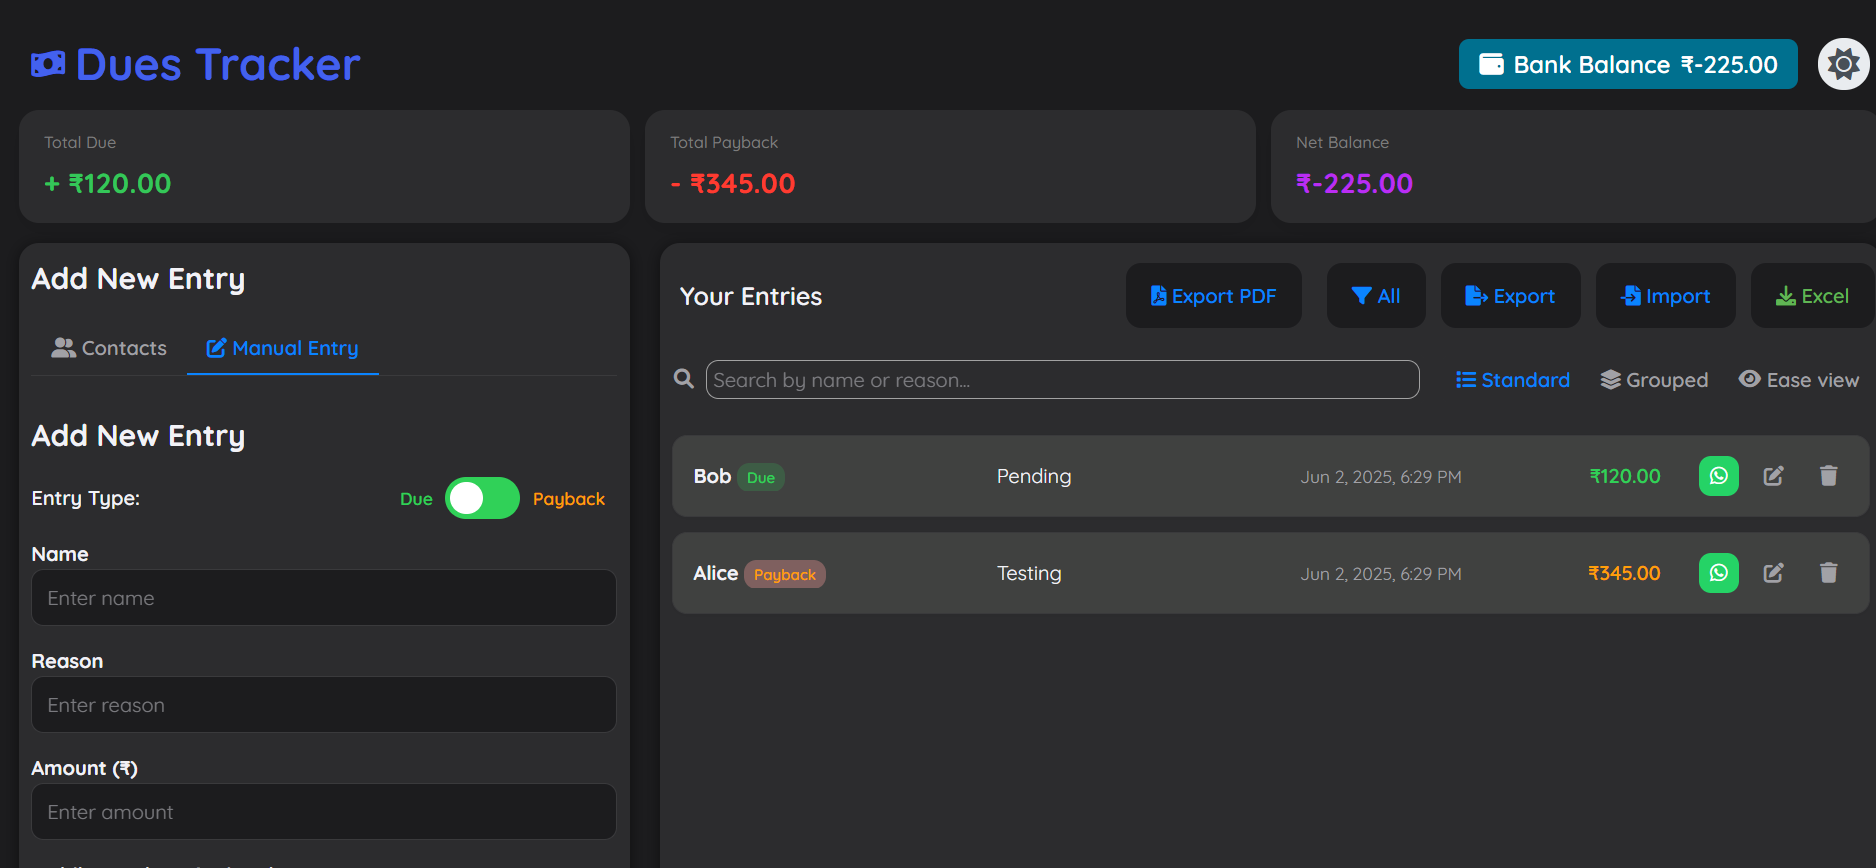 Dues Tracker
Bank Balance ₹-225.00
Total Due
+ ₹120.00
Total Payback
- ₹345.00
Net Balance
₹-225.00
Add New Entry
Contacts
Manual Entry
Add New Entry
Entry Type:
Due
Payback
Name
Enter name
Reason
Enter reason
Amount (₹)
Enter amount
Your Entries
Export PDF
All
Export
Import
Excel
Search by name or reason...
Standard
Grouped
Ease view
Bob Due Pending Jun 2, 2025, 6:29 PM ₹120.00
Alice Payback Testing Jun 2, 2025, 6:29 PM ₹345.00